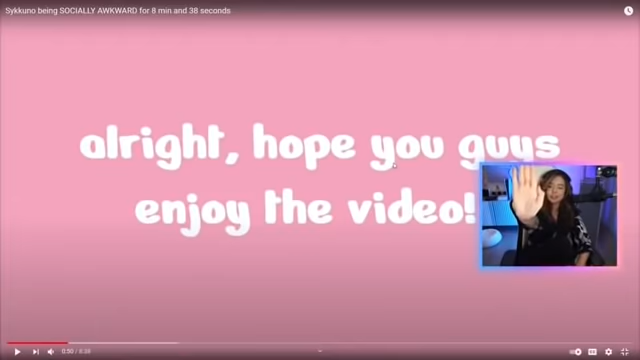 Sykkuno being SOCIALLY AWKWARD for 8 min and 38 seconds
alright, hope you guys
enjoy the video!
0:50 / 8:38